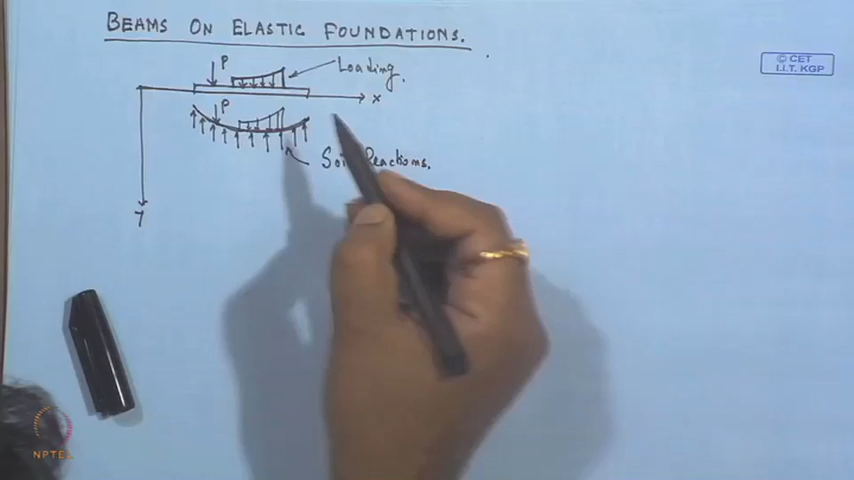 BEAMS ON ELASTIC FOUNDATIONS.
© CET
I.I.T. KGP
P
Loading.
x
P
Soil Reactions.
y
NPTEL